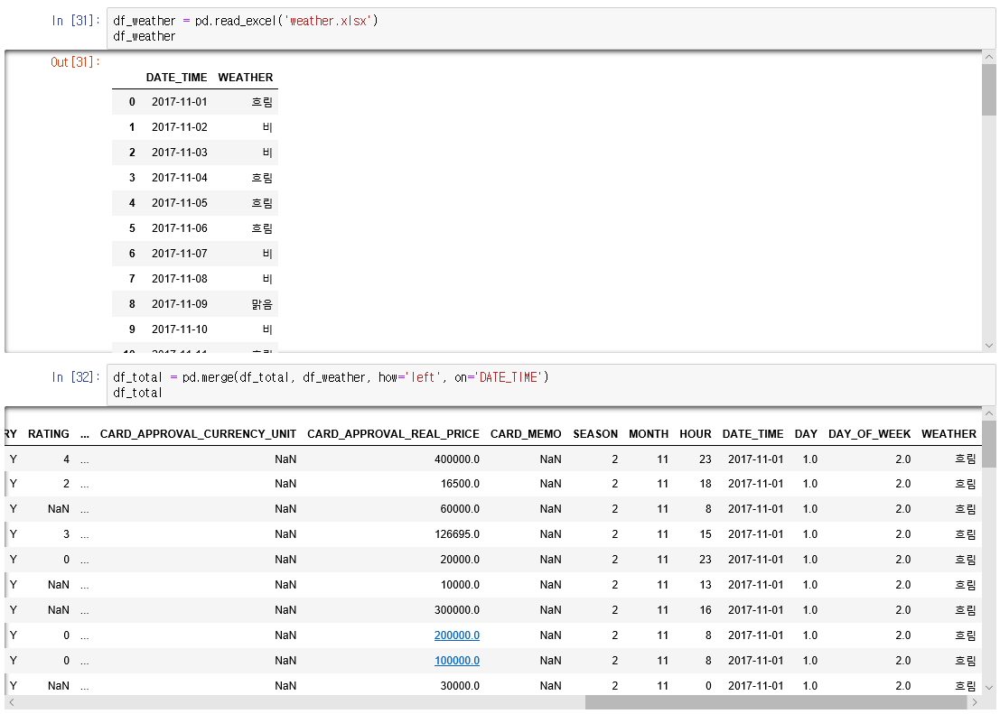 In [31]: df_weather = pd.read_excel('weather.xlsx')
df_weather
Out[31]:
DATE_TIME WEATHER
0 2017-11-01 흐림
1 2017-11-02 비
2 2017-11-03 비
3 2017-11-04 흐림
4 2017-11-05 흐림
5 2017-11-06 흐림
6 2017-11-07 비
7 2017-11-08 비
8 2017-11-09 맑음
9 2017-11-10 비
In [32]: df_total = pd.merge(df_total, df_weather, how='left', on='DATE_TIME')
df_total
RY RATING ... CARD_APPROVAL_CURRENCY_UNIT CARD_APPROVAL_REAL_PRICE CARD_MEMO SEASON MONTH HOUR DATE_TIME DAY DAY_OF_WEEK WEATHER
Y 4 ... NaN 400000.0 NaN 2 11 23 2017-11-01 1.0 2.0 흐림
Y 2 ... NaN 16500.0 NaN 2 11 18 2017-11-01 1.0 2.0 흐림
Y NaN ... NaN 60000.0 NaN 2 11 8 2017-11-01 1.0 2.0 흐림
Y 3 ... NaN 126695.0 NaN 2 11 15 2017-11-01 1.0 2.0 흐림
Y 0 ... NaN 20000.0 NaN 2 11 23 2017-11-01 1.0 2.0 흐림
Y NaN ... NaN 10000.0 NaN 2 11 13 2017-11-01 1.0 2.0 흐림
Y NaN ... NaN 300000.0 NaN 2 11 16 2017-11-01 1.0 2.0 흐림
Y 0 ... NaN 200000.0 NaN 2 11 8 2017-11-01 1.0 2.0 흐림
Y 0 ... NaN 100000.0 NaN 2 11 8 2017-11-01 1.0 2.0 흐림
Y NaN ... NaN 30000.0 NaN 2 11 0 2017-11-01 1.0 2.0 흐림